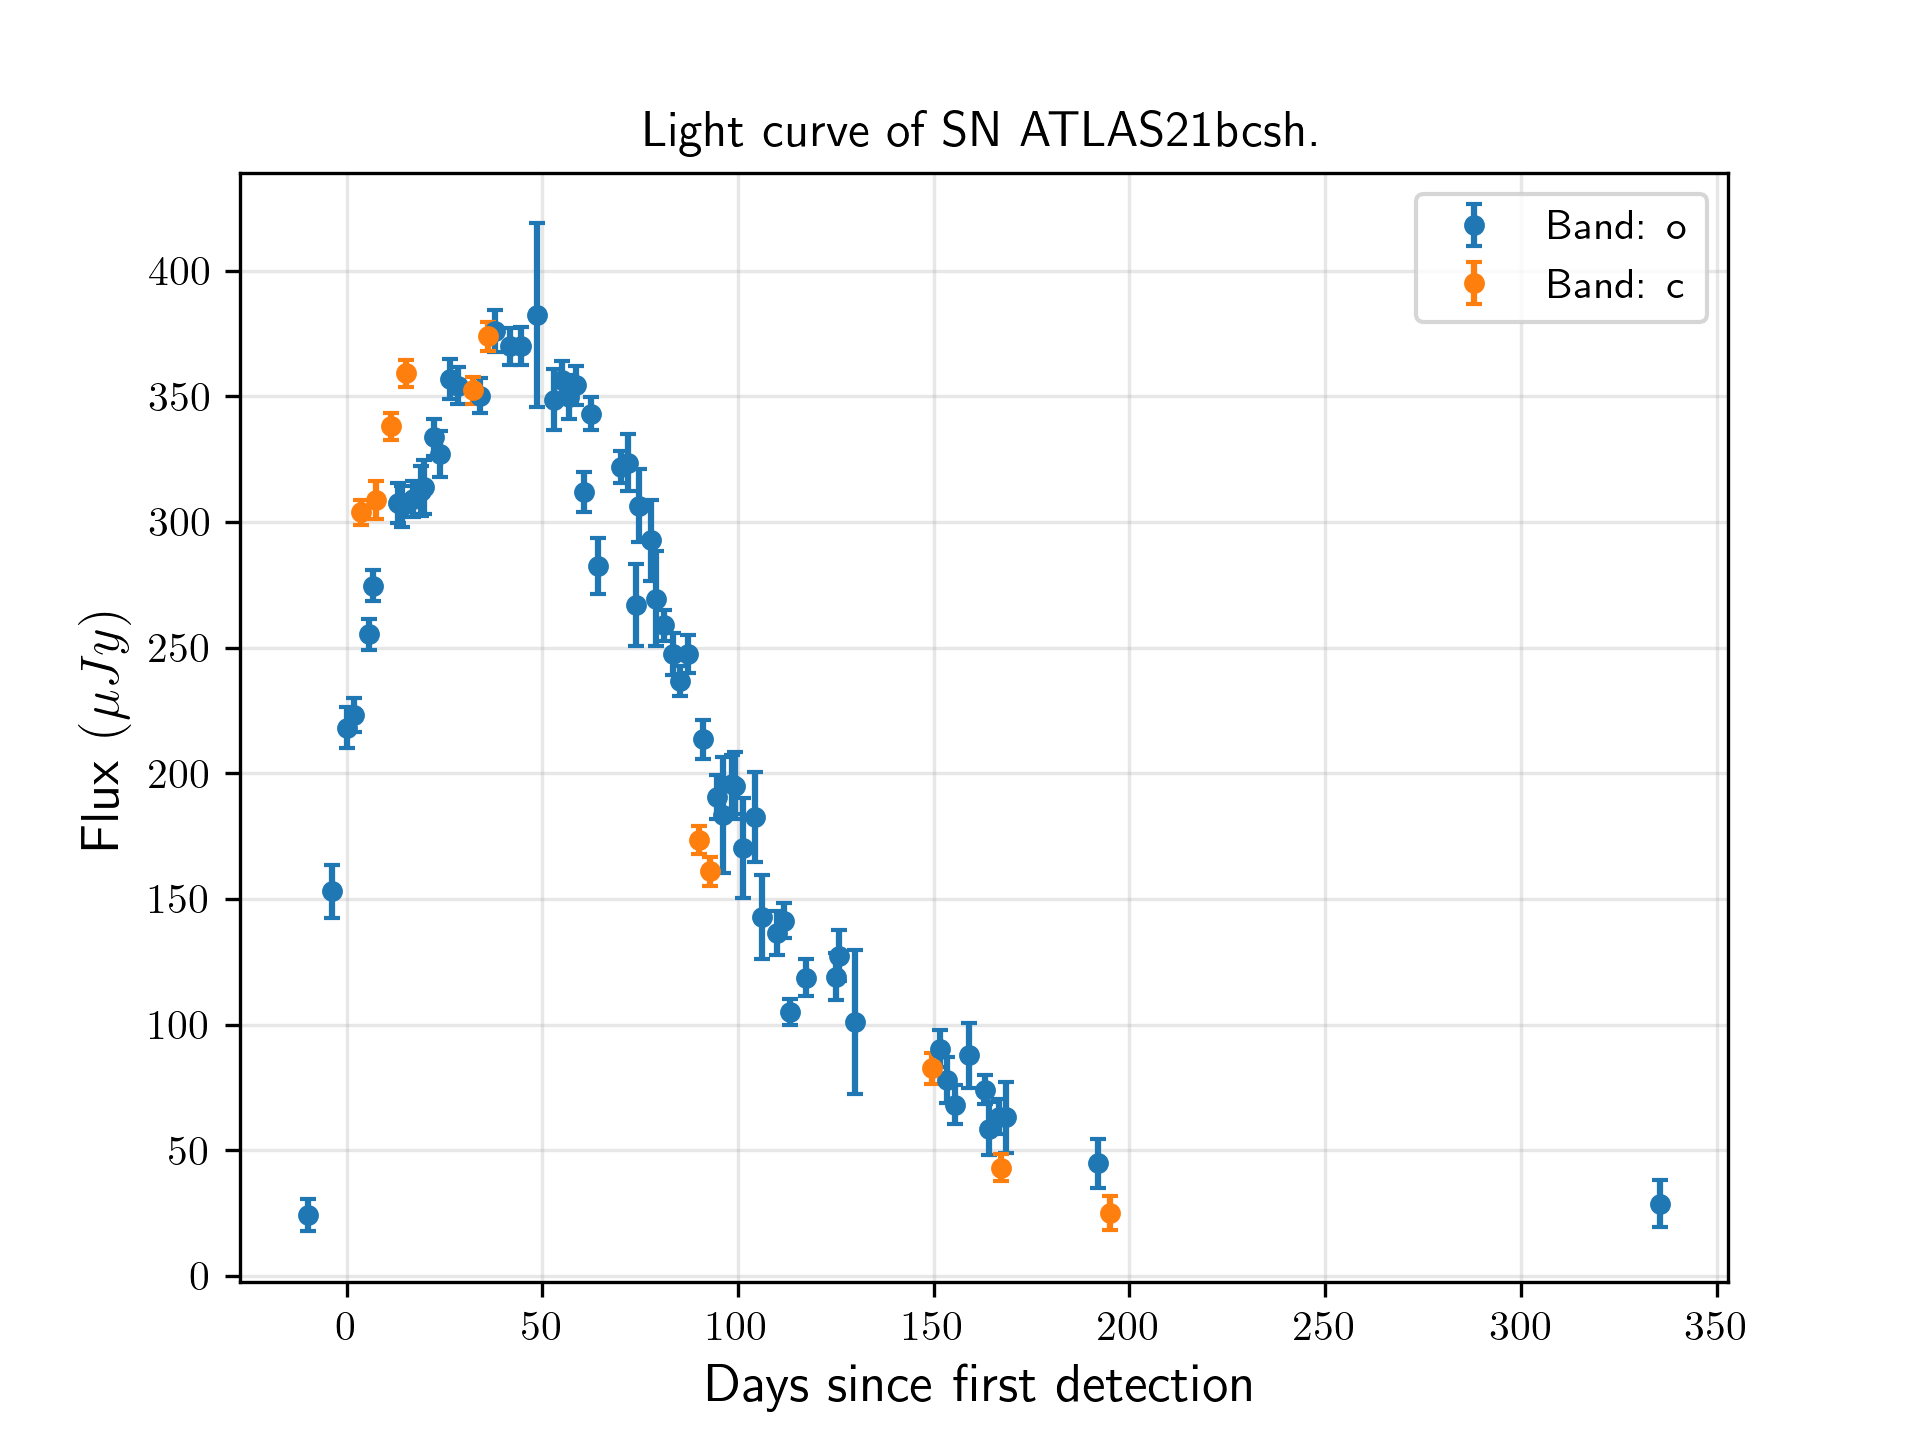 Light curve of SN ATLAS21bcsh.
Band: o
Band: c
400
350
300
250
200
150
100
50
0
Flux (μJy)
0 50 100 150 200 250 300 350
Days since first detection